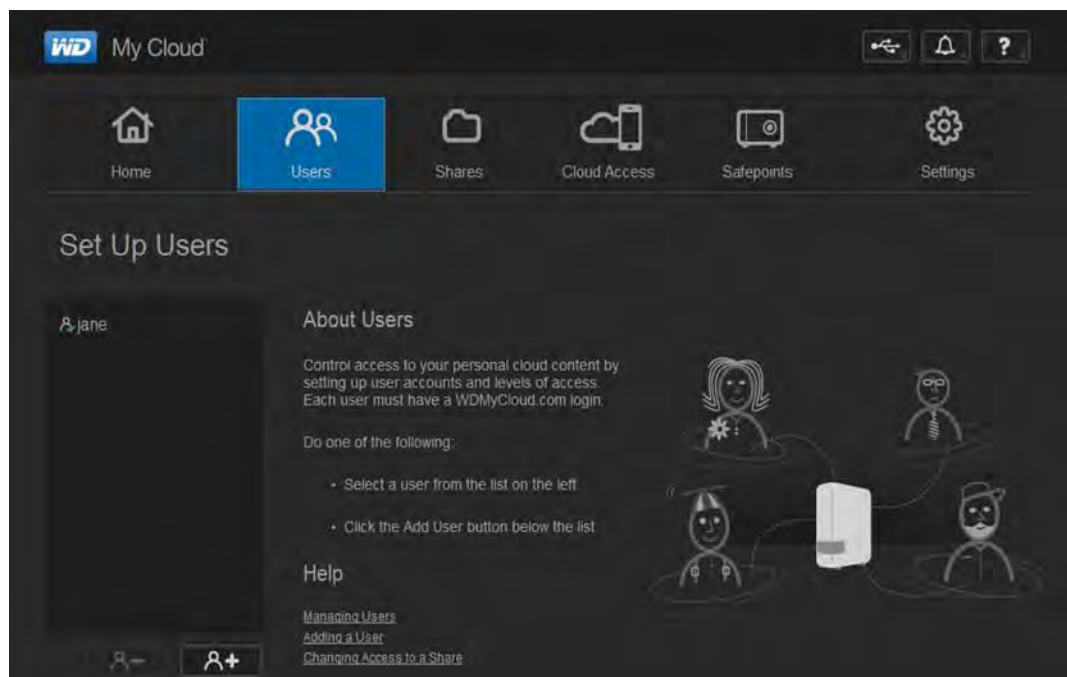 WD My Cloud
?
Home Users Shares Cloud Access Safepoints Settings
Set Up Users
jane
About Users
Control access to your personal cloud content by
setting up user accounts and levels of access.
Each user must have a WDMyCloud.com login.
Do one of the following:
• Select a user from the list on the left
• Click the Add User button below the list
Help
Managing Users
Adding a User
Changing Access to a Share